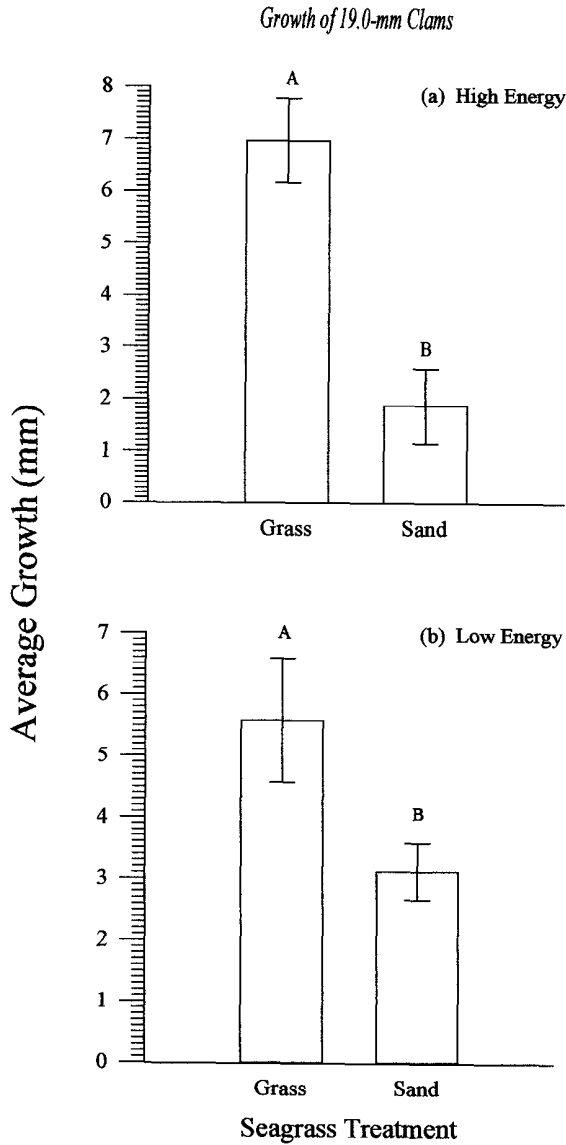 Growth of 19.0-mm Clams
Average Growth (mm)
(a) High Energy
8
7
6
5
4
3
2
1
0
A
B
Grass
Sand
(b) Low Energy
7
6
5
4
3
2
1
0
A
B
Grass
Sand
Seagrass Treatment